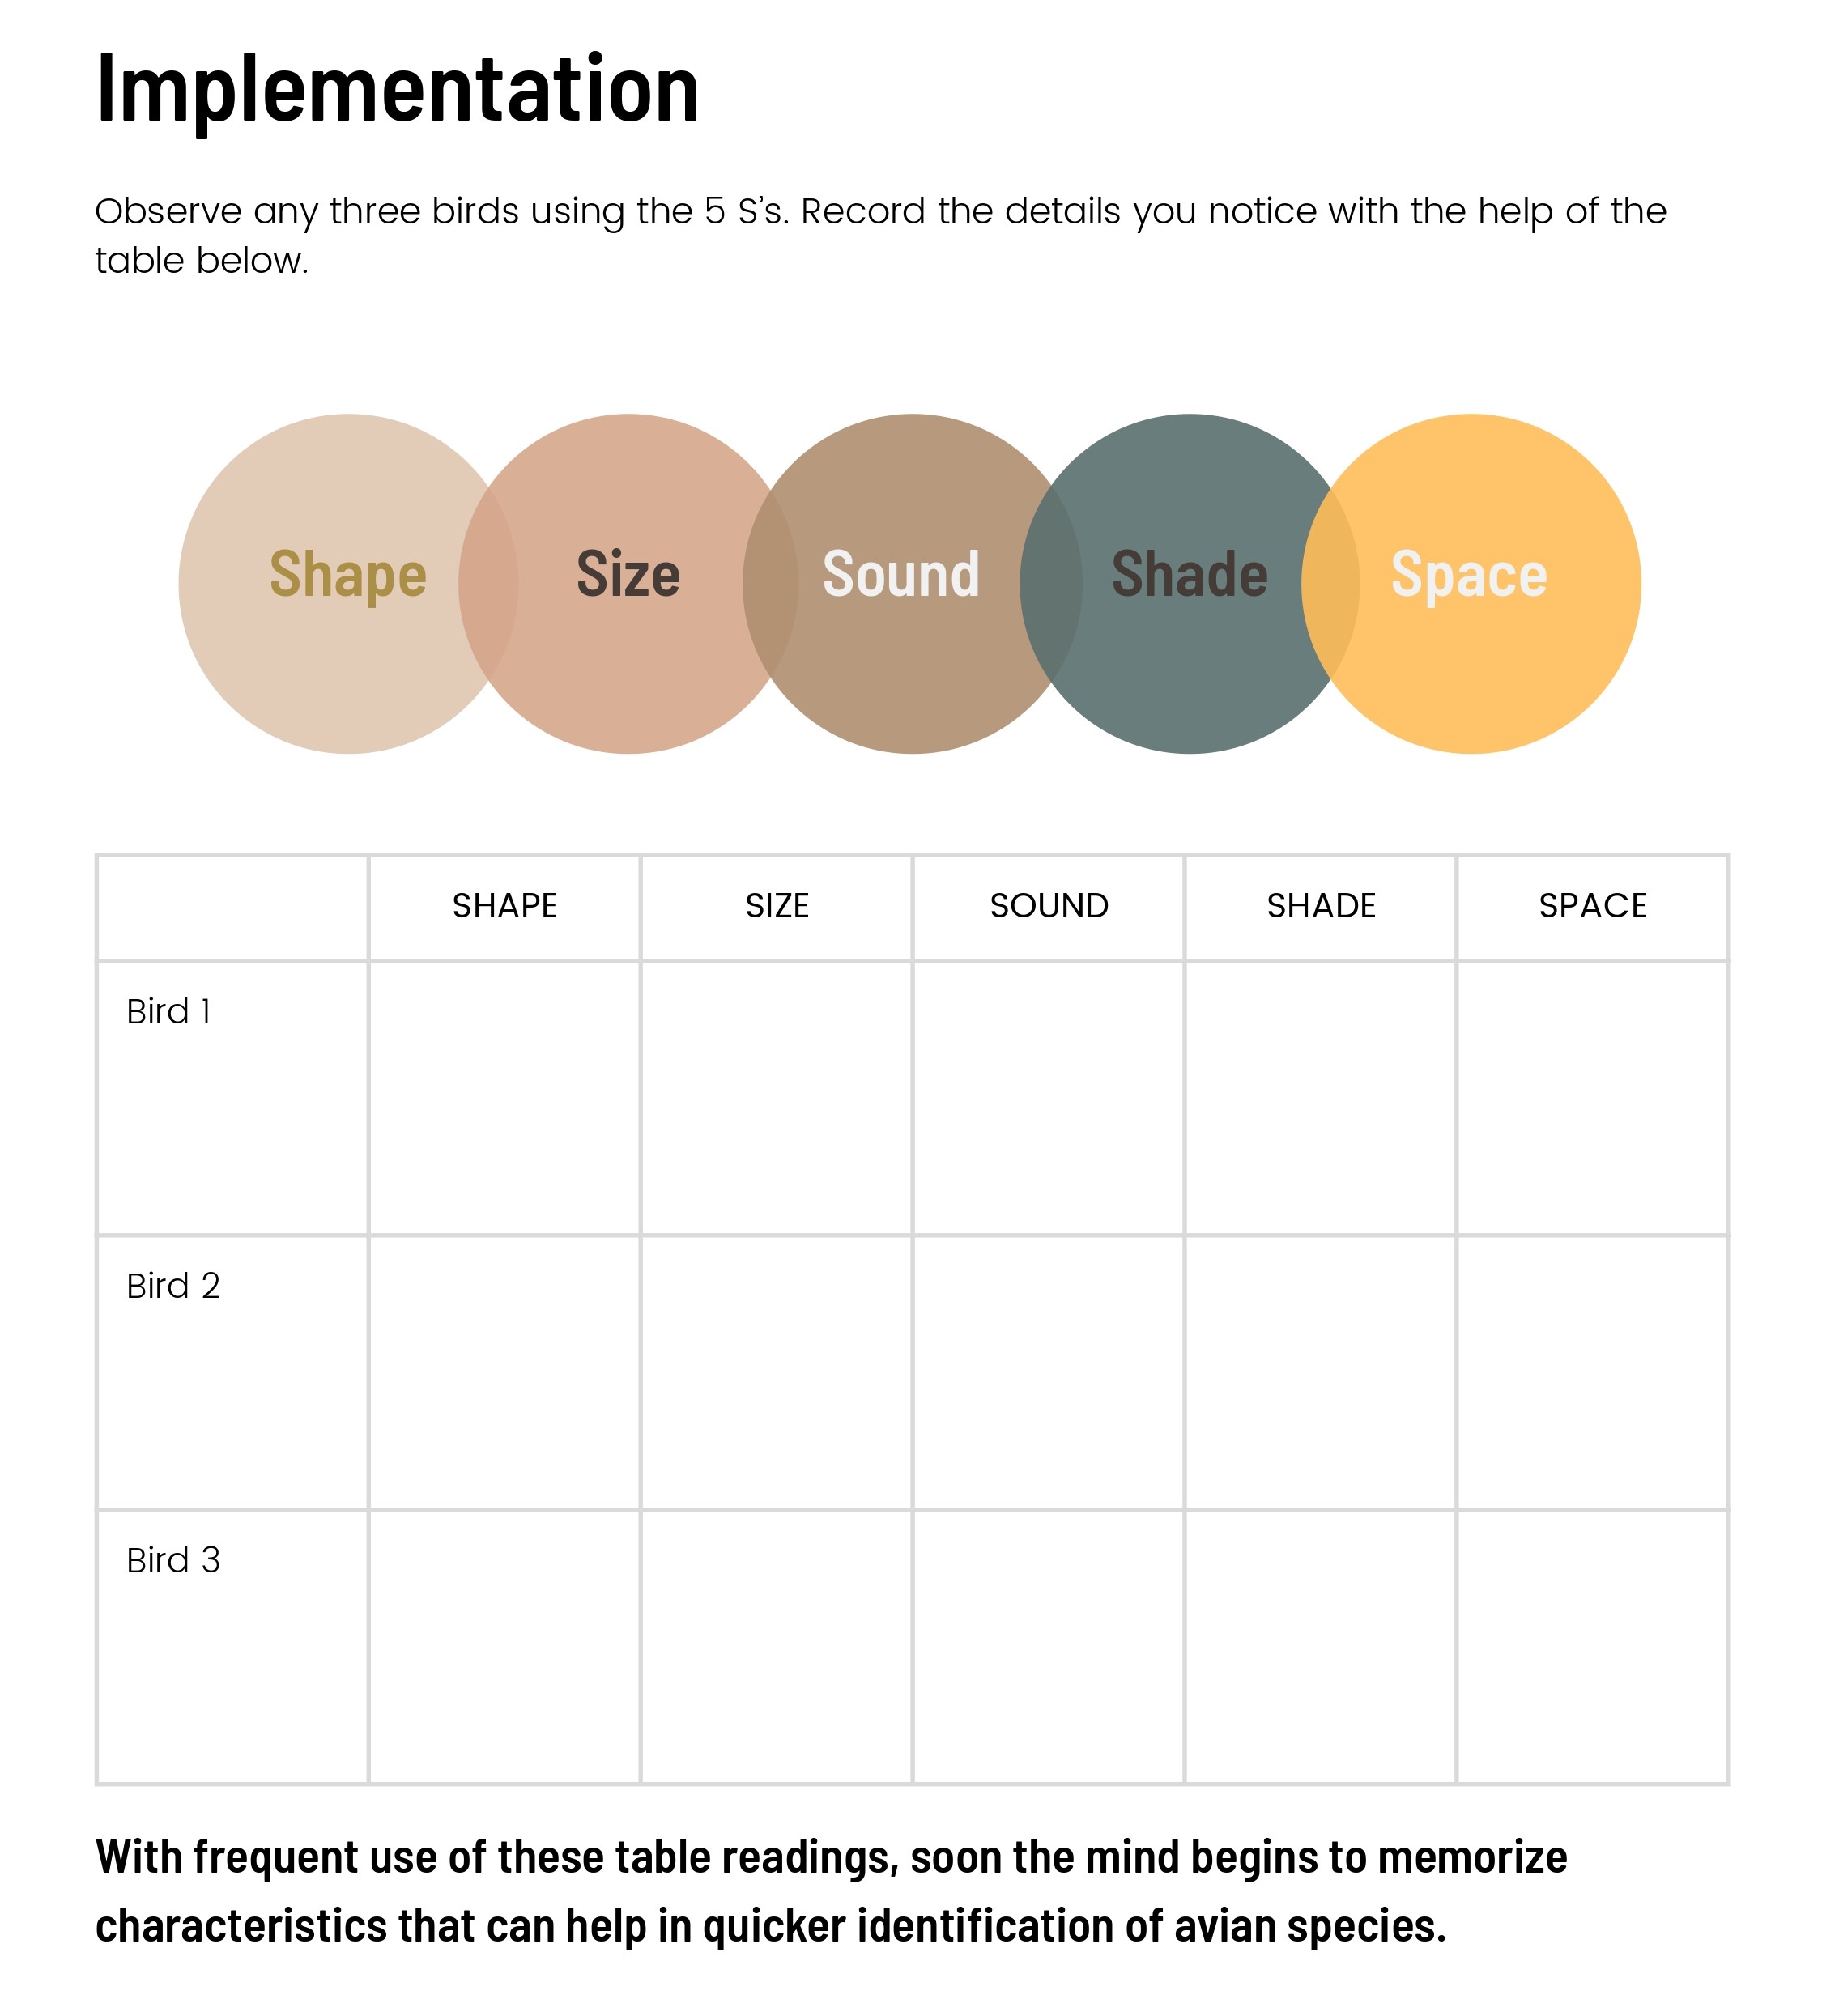 Implementation
Observe any three birds using the 5 S’s. Record the details you notice with the help of the
table below.
Shape Size Sound Shade Space
SHAPE SIZE SOUND SHADE SPACE
Bird 1
Bird 2
Bird 3
With frequent use of these table readings, soon the mind begins to memorize
characteristics that can help in quicker identification of avian species.